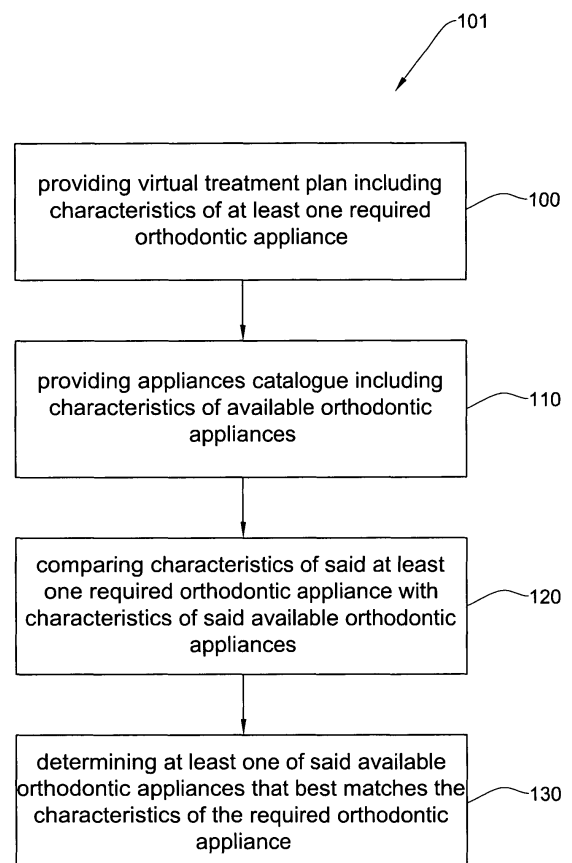 101
providing virtual treatment plan including
characteristics of at least one required
orthodontic appliance
100
providing appliances catalogue including
characteristics of available orthodontic
appliances
110
comparing characteristics of said at least
one required orthodontic appliance with
characteristics of said available orthodontic
appliances
120
determining at least one of said available
orthodontic appliances that best matches the
characteristics of the required orthodontic
appliance
130